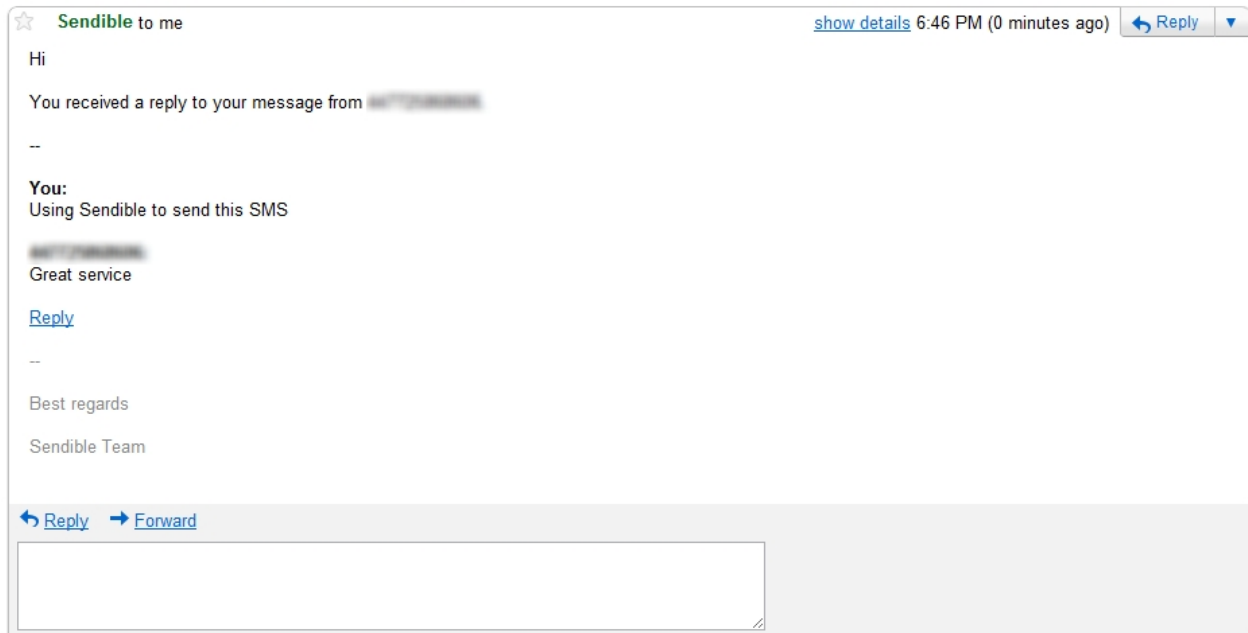 Sendible to me show details 6:46 PM (0 minutes ago) Reply
Hi
You received a reply to your message from
--
You:
Using Sendible to send this SMS
Great service
Reply
--
Best regards
Sendible Team
Reply Forward